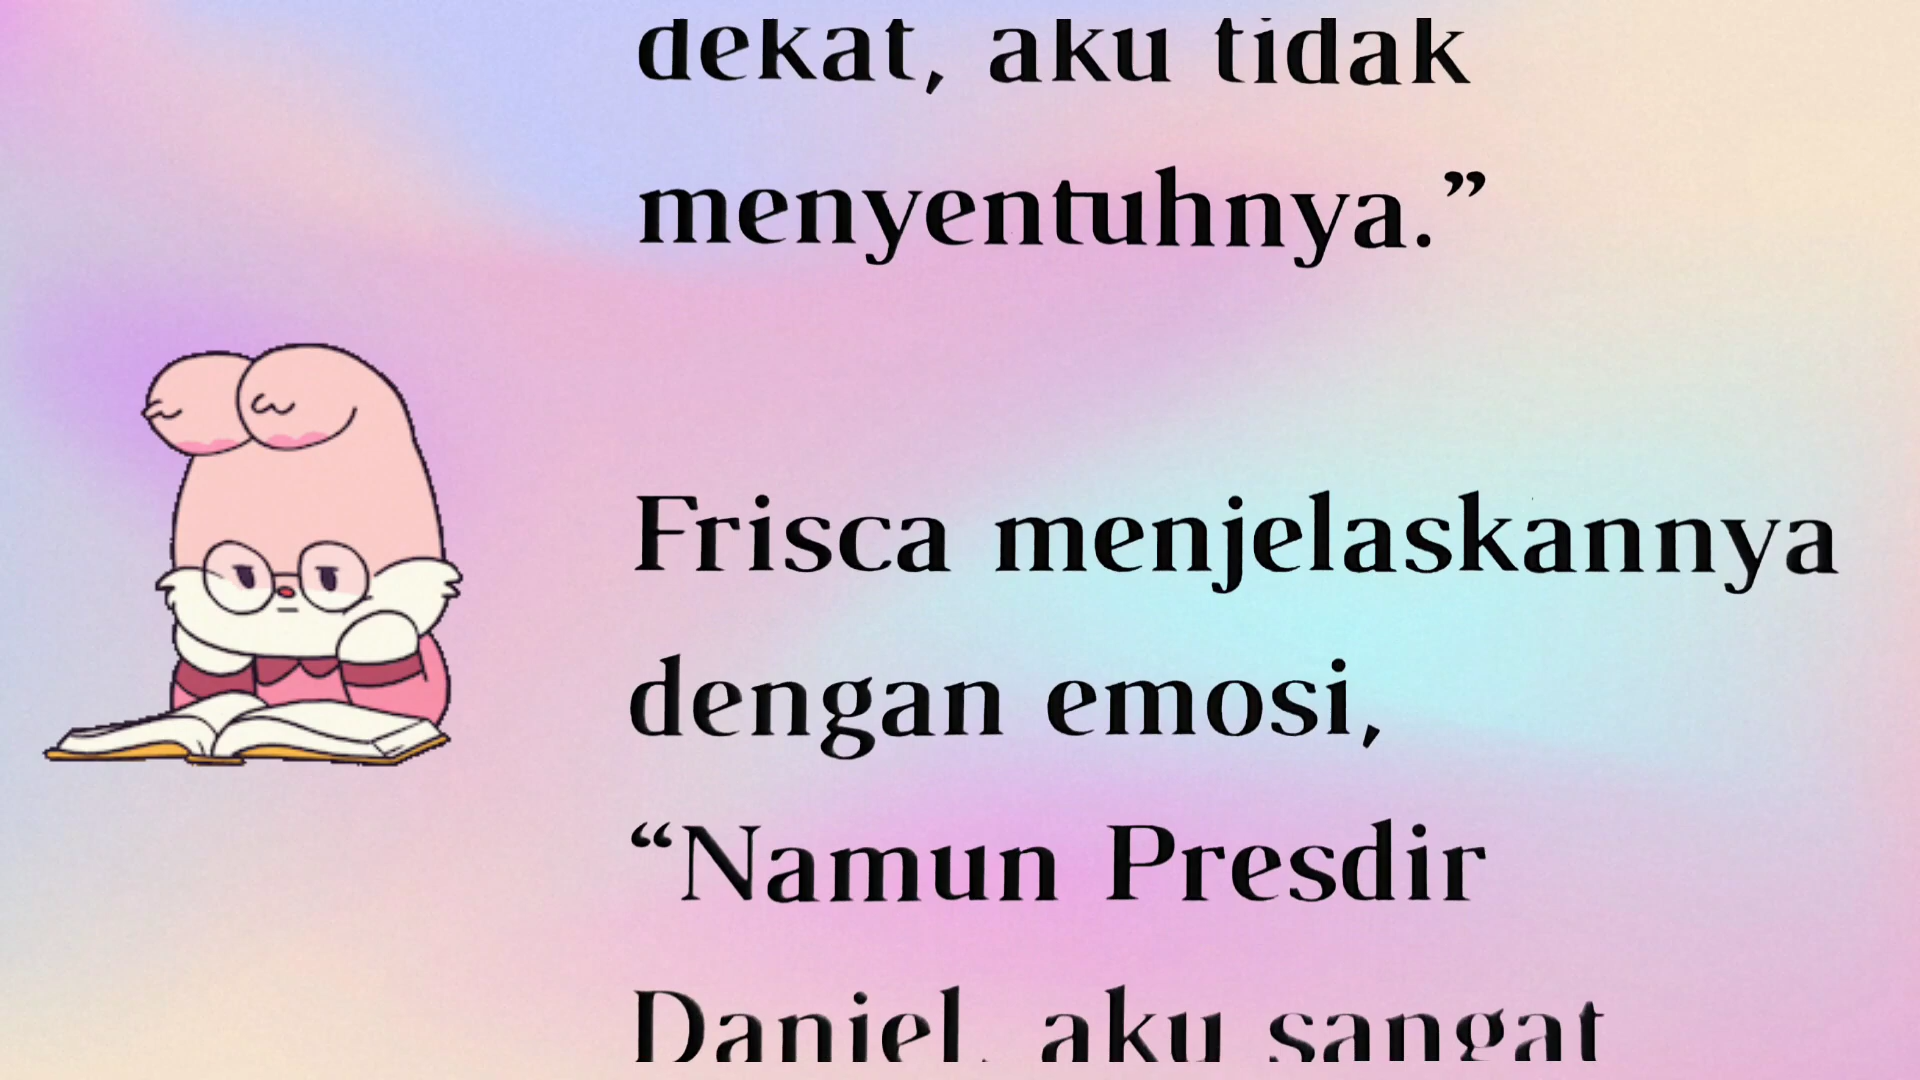 dekat, aku tidak
menyentuhnya.”
Frisca menjelaskannya
dengan emosi,
“Namun Presdir
Daniel, aku sangat